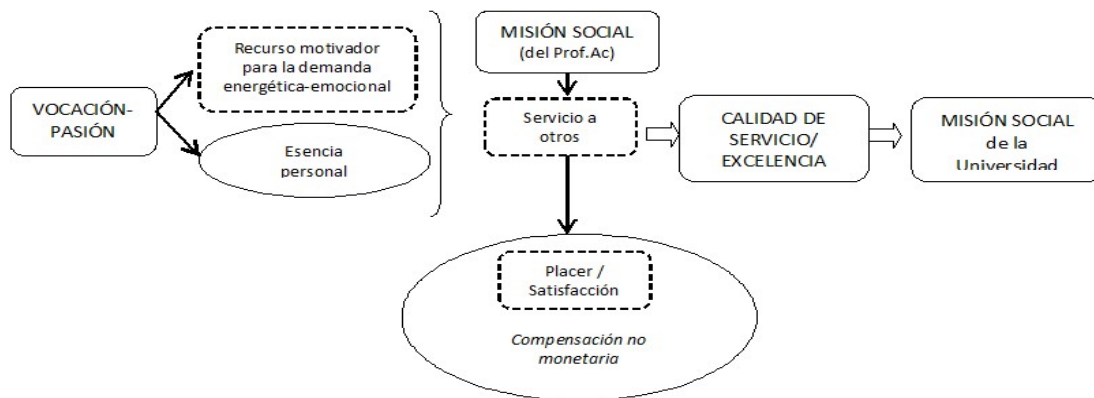 VOCACIÓN-
PASIÓN
Recurso motivador
para la demanda
energética-emocional
Esencia
personal
MISIÓN SOCIAL
(del Prof.Ac)
Servicio a
otros
CALIDAD DE
SERVICIO/
EXCELENCIA
MISIÓN SOCIAL
de la
Universidad
Placer /
Satisfacción
Compensación no
monetaria